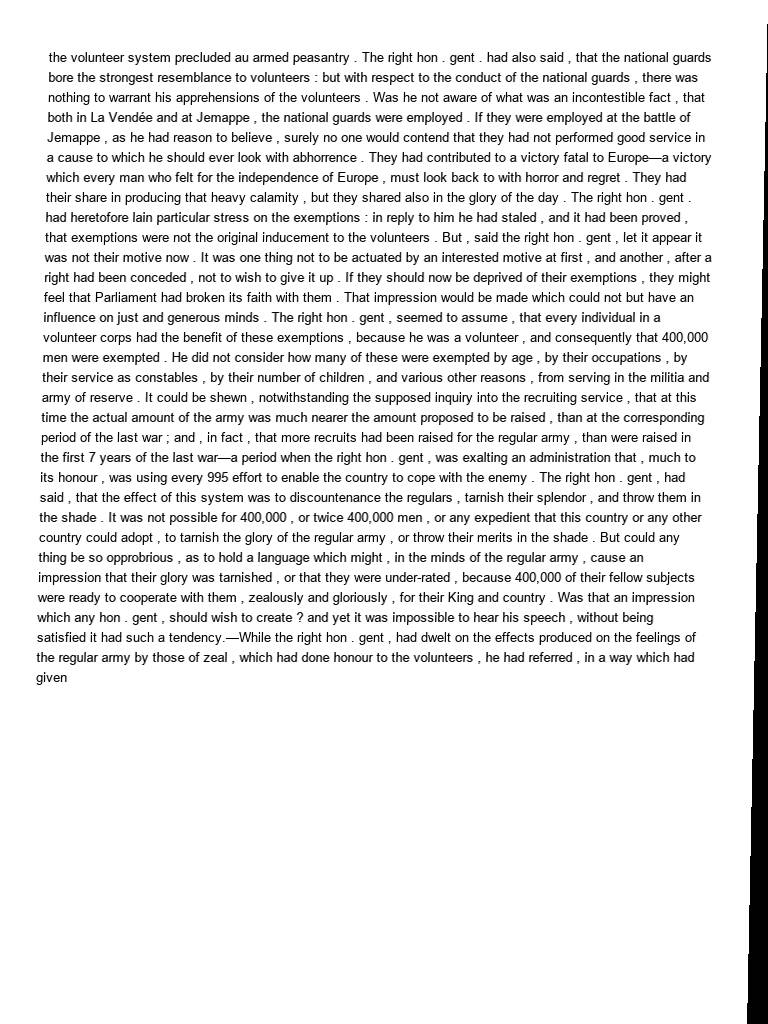 the volunteer system precluded au armed peasantry . The right hon . gent . had also said , that the national guards
bore the strongest resemblance to volunteers : but with respect to the conduct of the national guards , there was
nothing to warrant his apprehensions of the volunteers . Was he not aware of what was an incontestible fact , that
both in La Vendée and at Jemappe , the national guards were employed . If they were employed at the battle of
Jemappe , as he had reason to believe , surely no one would contend that they had not performed good service in
a cause to which he should ever look with abhorrence . They had contributed to a victory fatal to Europe—a victory
which every man who felt for the independence of Europe , must look back to with horror and regret . They had
their share in producing that heavy calamity , but they shared also in the glory of the day . The right hon . gent .
had heretofore lain particular stress on the exemptions : in reply to him he had staled , and it had been proved ,
that exemptions were not the original inducement to the volunteers . But , said the right hon . gent , let it appear it
was not their motive now . It was one thing not to be actuated by an interested motive at first , and another , after a
right had been conceded , not to wish to give it up . If they should now be deprived of their exemptions , they might
feel that Parliament had broken its faith with them . That impression would be made which could not but have an
influence on just and generous minds . The right hon . gent , seemed to assume , that every individual in a
volunteer corps had the benefit of these exemptions , because he was a volunteer , and consequently that 400,000
men were exempted . He did not consider how many of these were exempted by age , by their occupations , by
their service as constables , by their number of children , and various other reasons , from serving in the militia and
army of reserve . It could be shewn , notwithstanding the supposed inquiry into the recruiting service , that at this
time the actual amount of the army was much nearer the amount proposed to be raised , than at the corresponding
period of the last war ; and , in fact , that more recruits had been raised for the regular army , than were raised in
the first 7 years of the last war—a period when the right hon . gent , was exalting an administration that , much to
its honour , was using every 995 effort to enable the country to cope with the enemy . The right hon . gent , had
said , that the effect of this system was to discountenance the regulars , tarnish their splendor , and throw them in
the shade . It was not possible for 400,000 , or twice 400,000 men , or any expedient that this country or any other
country could adopt , to tarnish the glory of the regular army , or throw their merits in the shade . But could any
thing be so opprobrious , as to hold a language which might , in the minds of the regular army , cause an
impression that their glory was tarnished , or that they were under-rated , because 400,000 of their fellow subjects
were ready to cooperate with them , zealously and gloriously , for their King and country . Was that an impression
which any hon . gent , should wish to create ? and yet it was impossible to hear his speech , without being
satisfied it had such a tendency.—While the right hon . gent , had dwelt on the effects produced on the feelings of
the regular army by those of zeal , which had done honour to the volunteers , he had referred , in a way which had
given